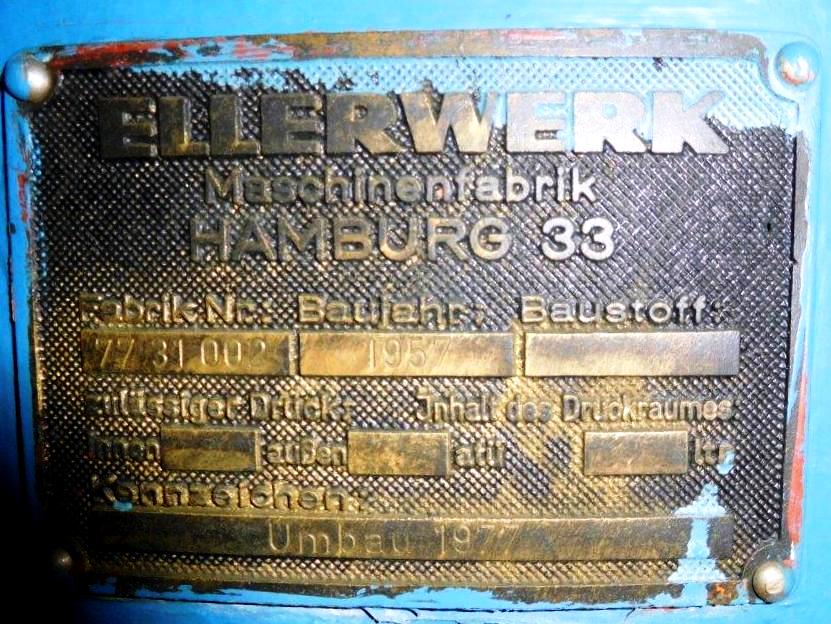 ELLERWERK
Maschinenfabrik
HAMBURG 33
Fabrik-Nr.: Baujahr: Baustoff:
77 31 002 1957
zulässiger Druck: Jnhalt des Druckraumes
innen außen atü ltr
Kennzeichen:
Umbau 1977